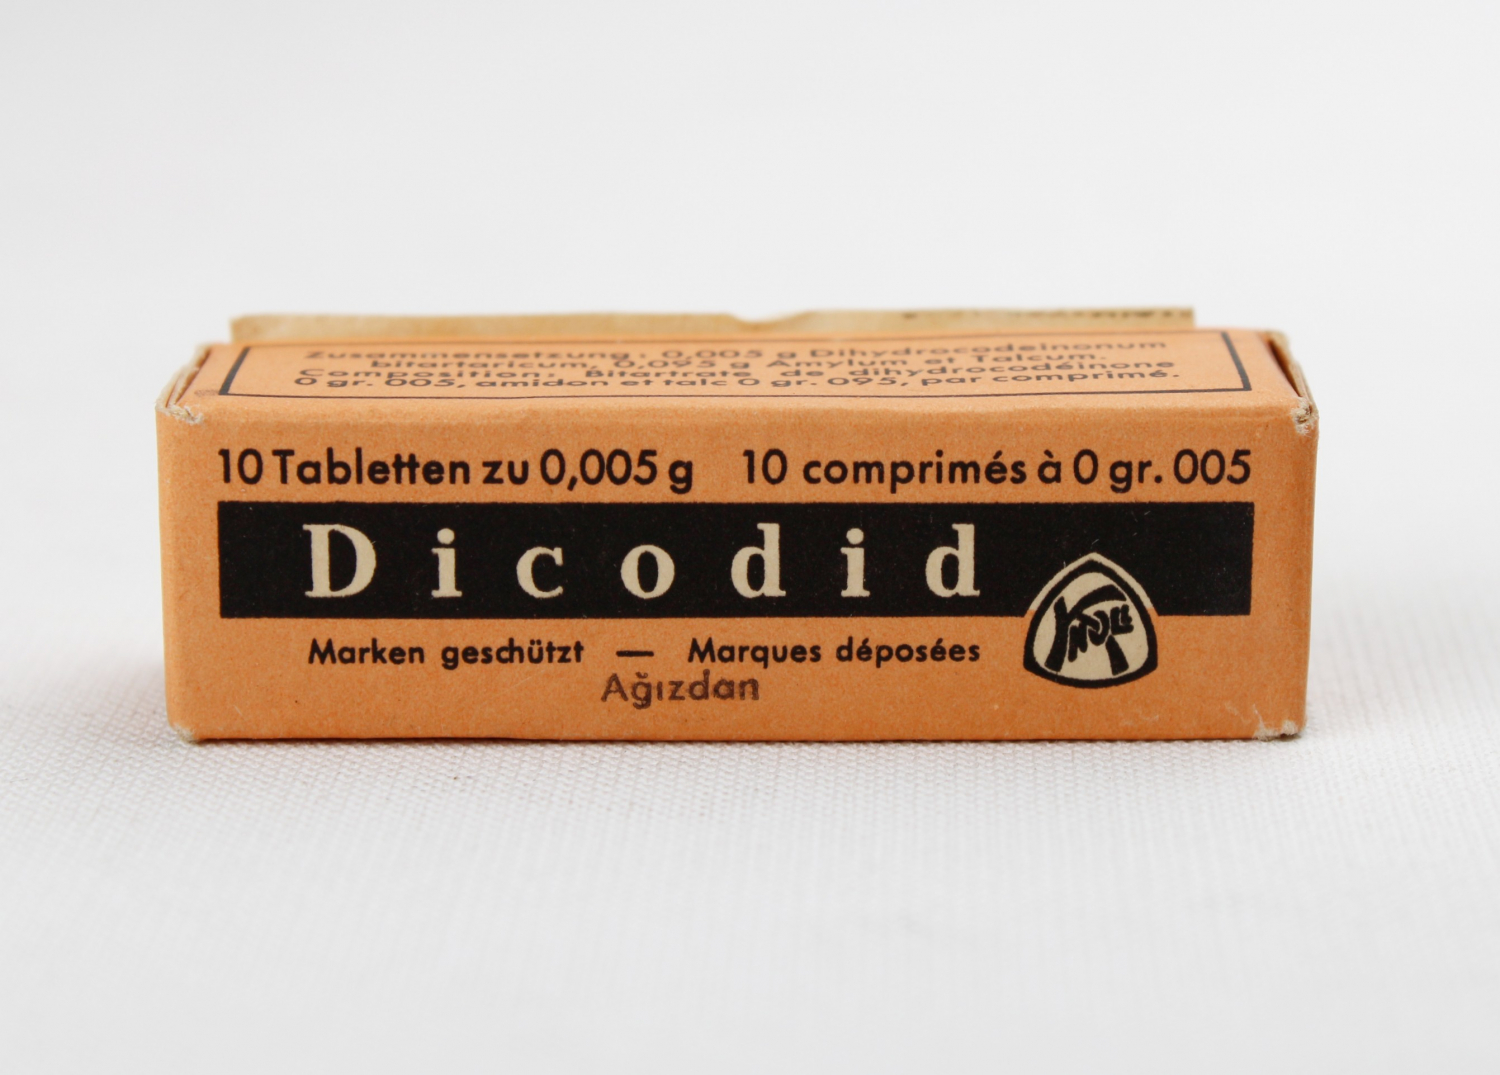 Zusammensetzung: 0,005 g Dihydrocodeinonum
bitartaricum, 0,095 g Amylum et Talcum.
Composition: Bitartrate de dihydrocodéinone
0 gr. 005, amidon et talc 0 gr. 095, par comprimé.
10 Tabletten zu 0,005 g 10 comprimés à 0 gr. 005
Dicodid
KNOLL
Marken geschützt — Marques déposées
Ağızdan